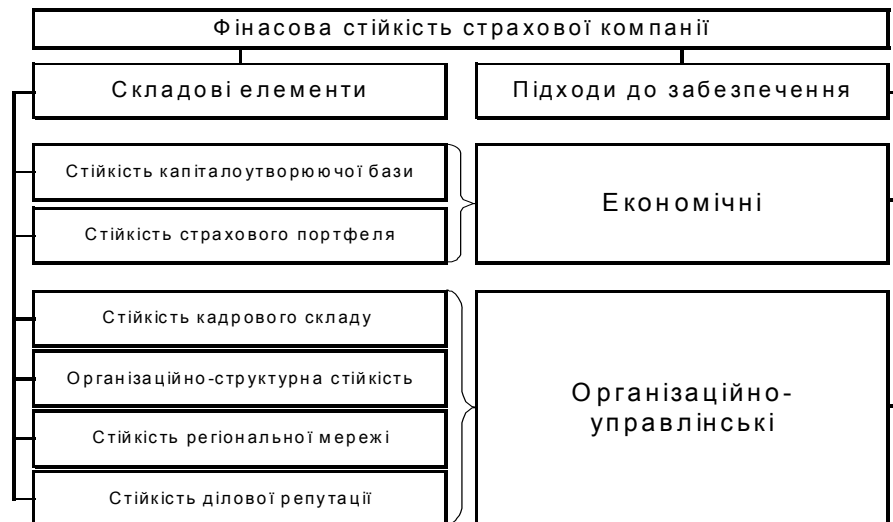 Фінасова стійкість страхової компанії
Складові елементи
Підходи до забезпечення
Стійкість капіталоутворюючої бази
Стійкість страхового портфеля
Економічні
Стійкість кадрового складу
Організаційно-структурна стійкість
Стійкість регіональної мережі
Стійкість ділової репутації
Організаційно-
управлінські